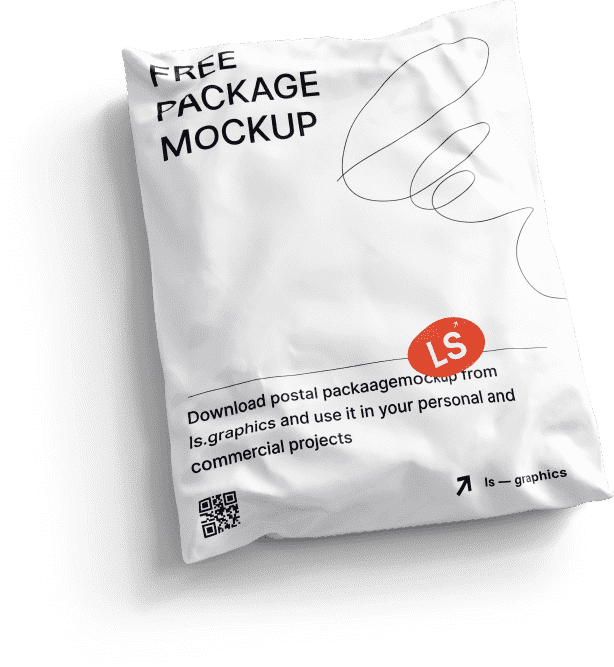 FREE
PACKAGE
MOCKUP
LS
Download postal packaagemockup from
ls.graphics and use it in your personal and
commercial projects
ls — graphics